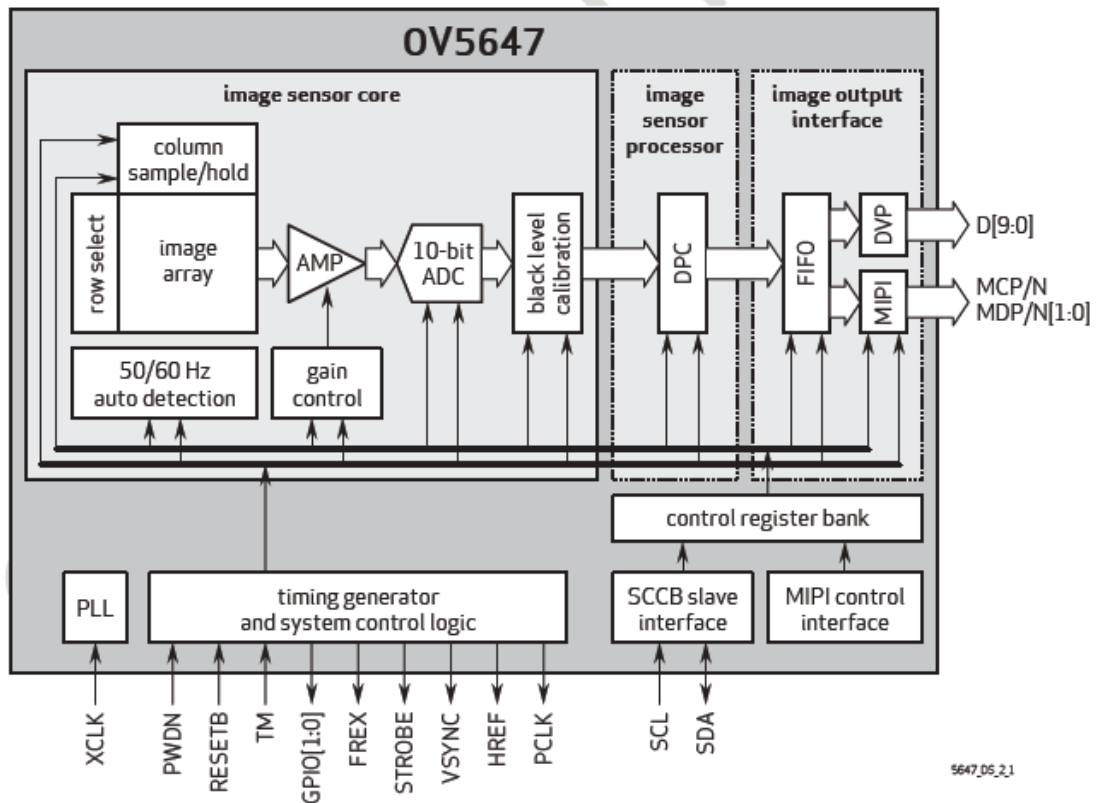 OV5647
image sensor core
image
sensor
processor
image output
interface
column
sample/hold
row select
image
array
AMP
10-bit
ADC
black level
calibration
DPC
FIFO
DVP
MIPI
D[9:0]
MCP/N
MDP/N[1:0]
50/60 Hz
auto detection
gain
control
control register bank
PLL
timing generator
and system control logic
SCCB slave
interface
MIPI control
interface
XCLK
PWDN
RESETB
TM
GPIO[1:0]
FREX
STROBE
VSYNC
HREF
PCLK
SCL
SDA
5647_DS_2_1